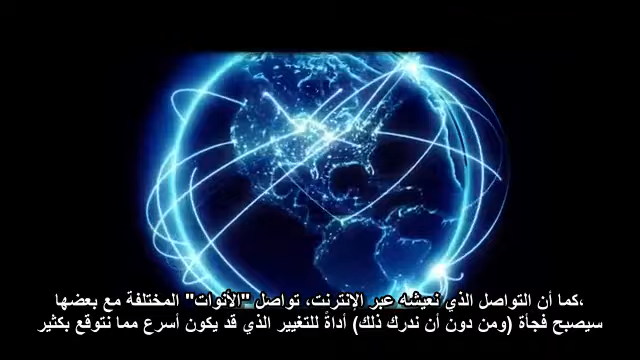 كما أن التواصل الذي نعيشه عبر الإنترنت، تواصل "الأنوات" المختلفة مع بعضها،
سيصبح فجأة (ومن دون أن ندرك ذلك) أداةً للتغيير الذي قد يكون أسرع مما نتوقع بكثير